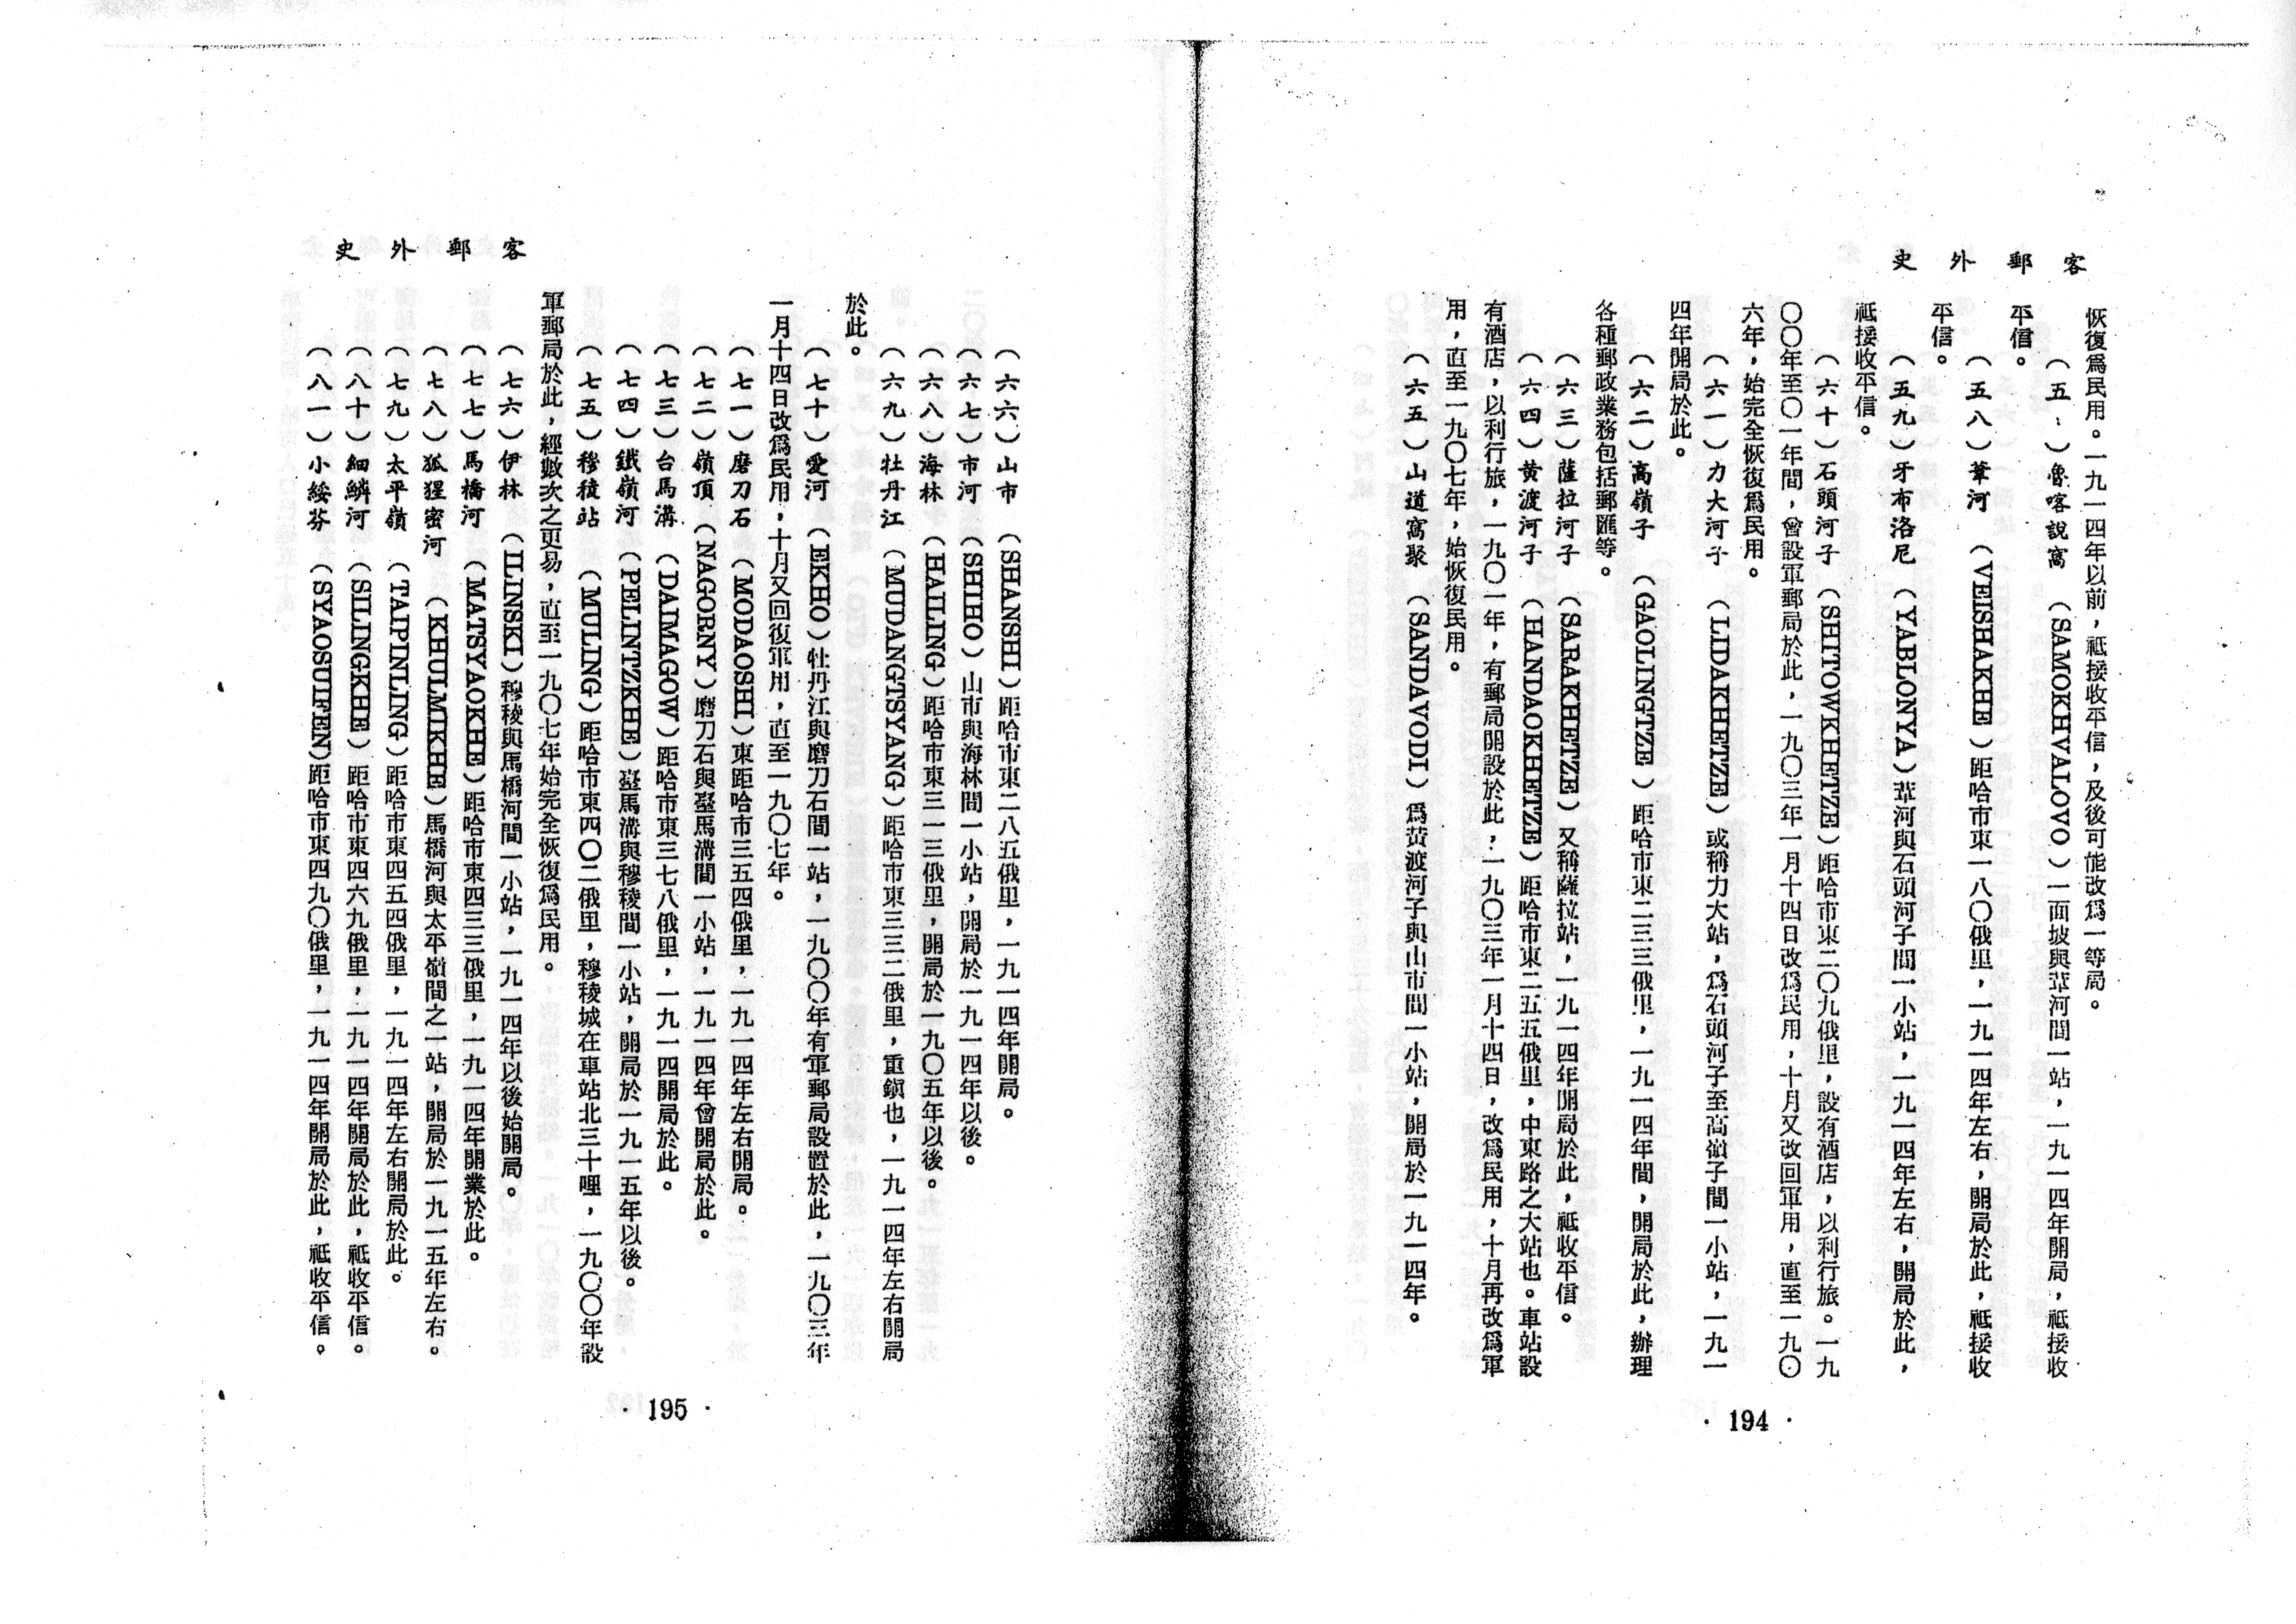 客郵外史
恢復爲民用。一九一四年以前，祗接收平信，及後可能改爲一等局。
（五 ）魯喀說窩（SAMOKHVALOVO）一面坡與葦河間一站，一九一四年開局，祗接收
平信。
（五八）葦河（VEISHAKHE）距哈市東一八〇俄里，一九一四年左右，開局於此，祗接收
平信。
（五九）牙布洛尼（YABLONYA）葦河與石頭河子間一小站，一九一四年左右，開局於此，
祗接收平信。
（六十）石頭河子（SHITOWKHETZE）距哈市東二〇九俄里，設有酒店，以利行旅。一九
〇〇年至〇一年間，曾設軍郵局於此，一九〇三年一月十四日改爲民用，十月又改回軍用，直至一九〇
六年，始完全恢復爲民用。
（六一）力大河子（LIDAKHETZE）或稱力大站，爲石頭河子至高嶺子間一小站，一九一
四年開局於此。
（六二）高嶺子（GAOLINGTZE）距哈市東二三三俄里，一九一四年間，開局於此，辦理
各種郵政業務包括郵匯等。
（六三）薩拉河子（SARAKHETZE）又稱薩拉站，一九一四年開局於此，祗收平信。
（六四）黃渡河子（HANDAOKHETZE）距哈市東二五五俄里，中東路之大站也。車站設
有酒店，以利行旅，一九〇一年，有郵局開設於此，一九〇三年一月十四日，改爲民用，十月再改爲軍
用，直至一九〇七年，始恢復民用。
（六五）山道窩聚（SANDAVODI）爲黃渡河子與山市間一小站，開局於一九一四年。
· 194 ·
客郵外史
（六六）山市（SHANSHI）距哈市東二八五俄里，一九一四年開局。
（六七）市河（SHIHO）山市與海林間一小站，開局於一九一四年以後。
（六八）海林（HAILING）距哈市東三一三俄里，開局於一九〇五年以後。
（六九）牡丹江（MUDANGTSYANG）距哈市東三三二俄里，重鎭也，一九一四年左右開局
於此。
（七十）愛河（EKHO）牡丹江與磨刀石間一站，一九〇〇年有軍郵局設置於此，一九〇三年
一月十四日改爲民用，十月又回復軍用，直至一九〇七年。
（七一）磨刀石（MODAOSHI）東距哈市三五四俄里，一九一四年左右開局。
（七二）嶺頂（NAGORNY）磨刀石與臺馬溝間一小站，一九一四年曾開局於此。
（七三）台馬溝（DAIMAGOW）距哈市東三七八俄里，一九一四開局於此。
（七四）鐵嶺河（PELINTZKHE）臺馬溝與穆稜間一小站，開局於一九一五年以後。
（七五）穆稜站（MULING）距哈市東四〇二俄里，穆稜城在車站北三十哩，一九〇〇年設
軍郵局於此，經數次之更易，直至一九〇七年始完全恢復爲民用。
（七六）伊林（ILINSKI）穆稜與馬橋河間一小站，一九一四年以後始開局。
（七七）馬橋河（MATSYAOKHE）距哈市東四三三俄里，一九一四年開業於此。
（七八）狐狸密河（KHULMIKHE）馬橋河與太平嶺間之一站，開局於一九一五年左右。
（七九）太平嶺（TAIPINLING）距哈市東四五四俄里，一九一四年左右開局於此。
（八十）細鱗河（SILINGKHE）距哈市東四六九俄里，一九一四年開局於此，祗收平信。
（八一）小綏芬（SYAOSUIFEN）距哈市東四九〇俄里，一九一四年開局於此，祗收平信。
· 195 ·